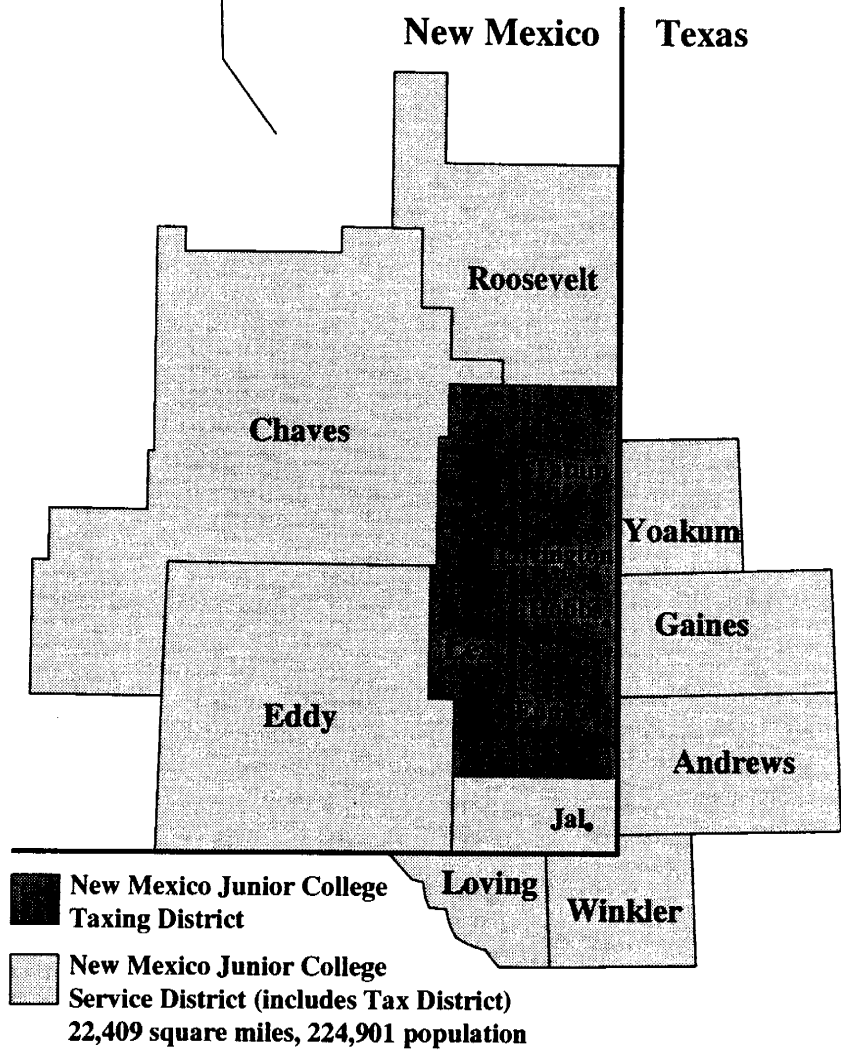 New Mexico
Texas
Roosevelt
Chaves
Yoakum
Gaines
Eddy
Andrews
Jal.
Loving
Winkler
New Mexico Junior College
Taxing District
New Mexico Junior College
Service District (includes Tax District)
22,409 square miles, 224,901 population